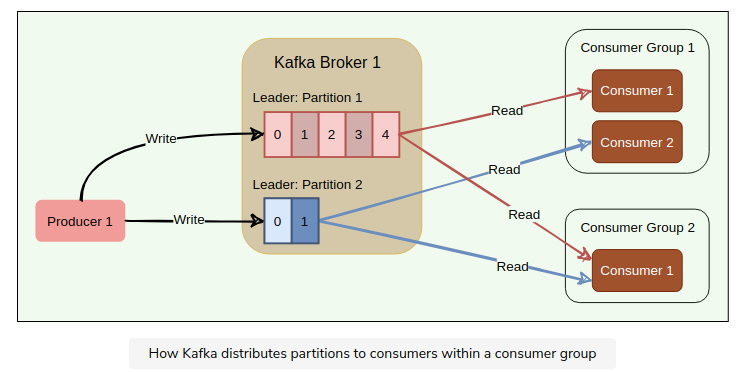 Kafka Broker 1
Leader: Partition 1
0 1 2 3 4
Leader: Partition 2
0 1
Producer 1
Write
Write
Read
Read
Read
Read
Consumer Group 1
Consumer 1
Consumer 2
Consumer Group 2
Consumer 1
How Kafka distributes partitions to consumers within a consumer group